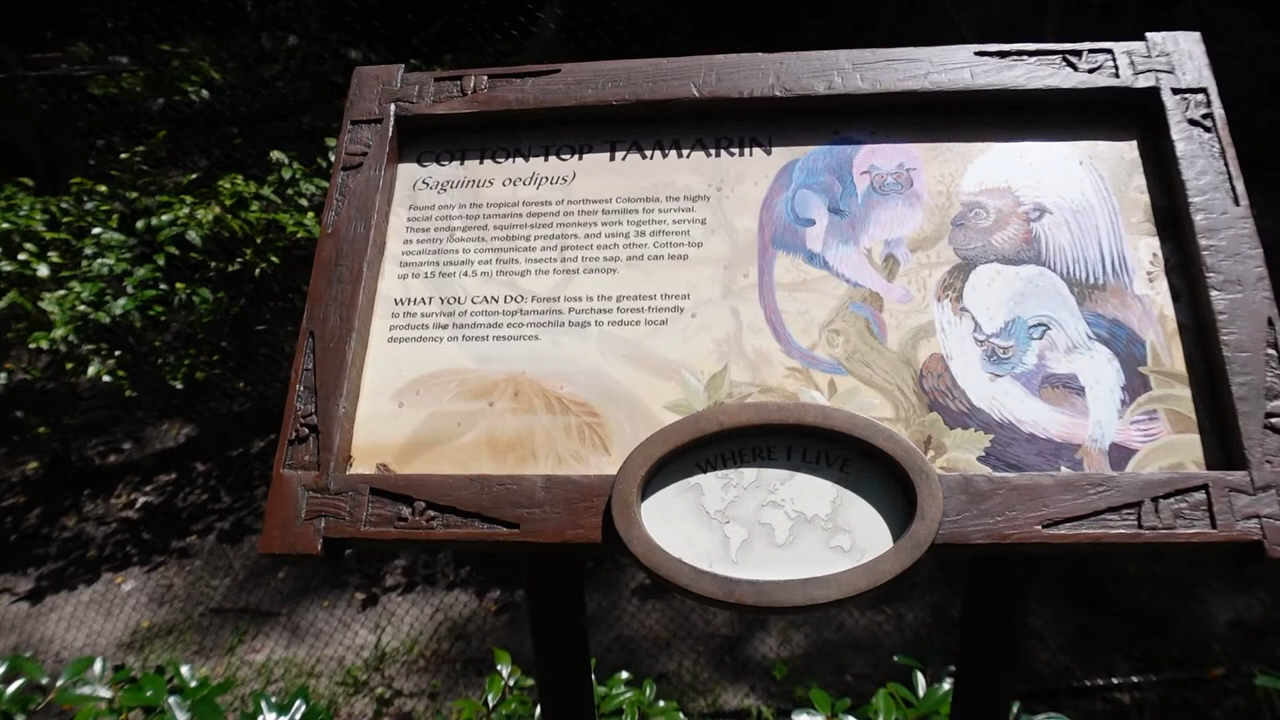 COTTON-TOP TAMARIN
(Saguinus oedipus)
Found only in the tropical forests of northwest Colombia, the highly
social cotton-top tamarins depend on their families for survival.
These endangered, squirrel-sized monkeys work together, serving
as sentry lookouts, mobbing predators, and using 38 different
vocalizations to communicate and protect each other. Cotton-top
tamarins usually eat fruits, insects and tree sap, and can leap
up to 15 feet (4.5 m) through the forest canopy.
WHAT YOU CAN DO: Forest loss is the greatest threat
to the survival of cotton-top tamarins. Purchase forest-friendly
products like handmade eco-mochila bags to reduce local
dependency on forest resources.
WHERE I LIVE